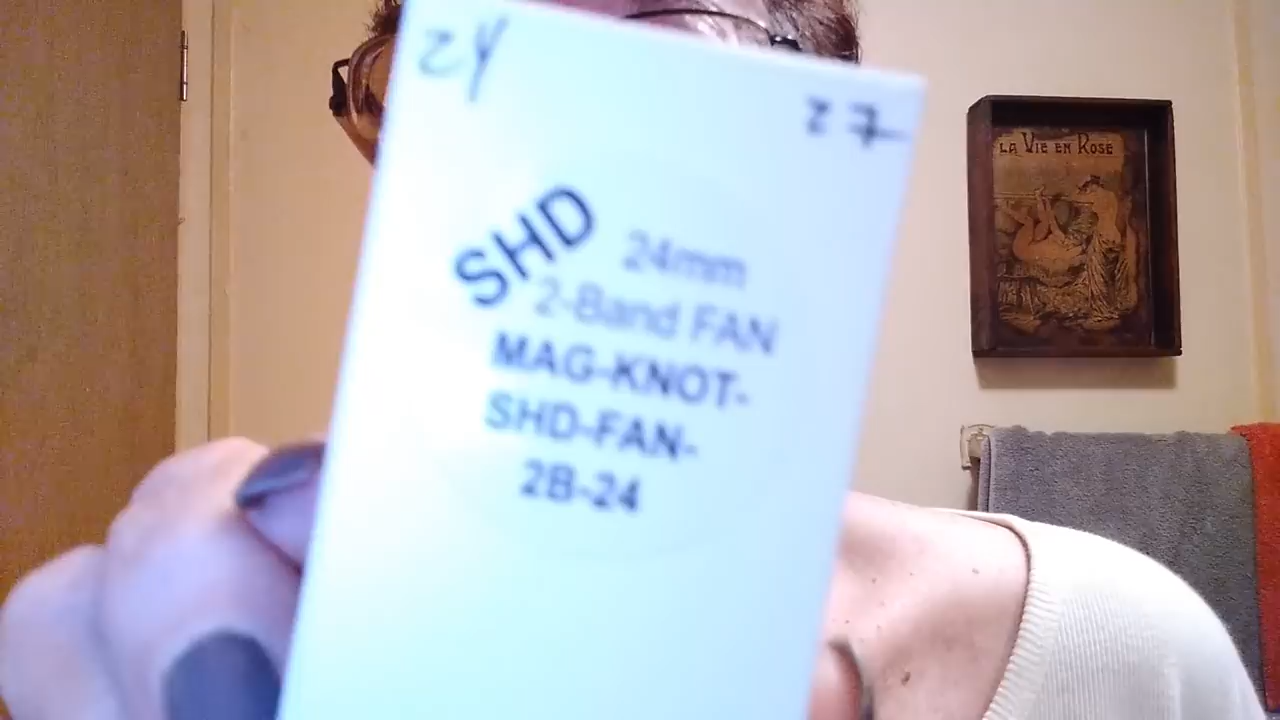 24
27
SHD
24mm
2-Band FAN
MAG-KNOT-
SHD-FAN-
2B-24
LA VIE EN ROSE